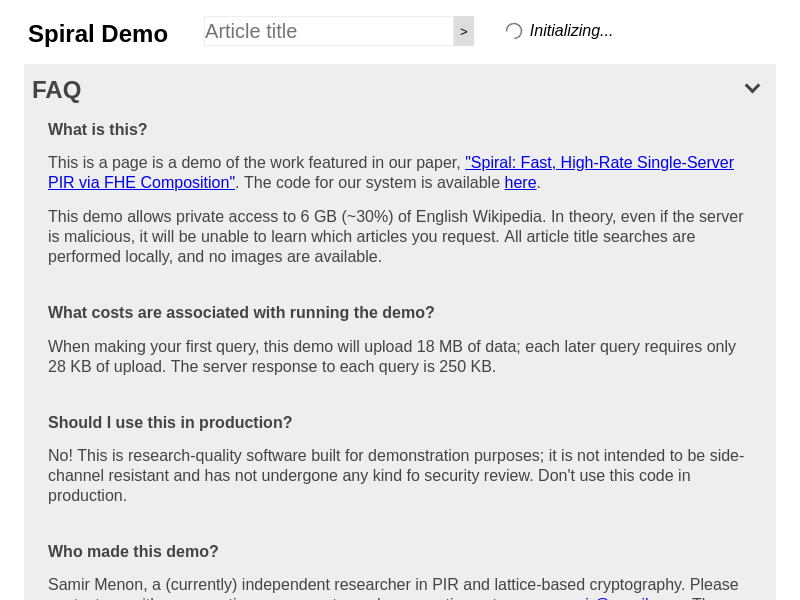 Spiral Demo
Article title
>
Initializing...
FAQ
What is this?
This is a page is a demo of the work featured in our paper, "Spiral: Fast, High-Rate Single-Server
PIR via FHE Composition". The code for our system is available here.
This demo allows private access to 6 GB (~30%) of English Wikipedia. In theory, even if the server
is malicious, it will be unable to learn which articles you request. All article title searches are
performed locally, and no images are available.
What costs are associated with running the demo?
When making your first query, this demo will upload 18 MB of data; each later query requires only
28 KB of upload. The server response to each query is 250 KB.
Should I use this in production?
No! This is research-quality software built for demonstration purposes; it is not intended to be side-
channel resistant and has not undergone any kind fo security review. Don't use this code in
production.
Who made this demo?
Samir Menon, a (currently) independent researcher in PIR and lattice-based cryptography. Please